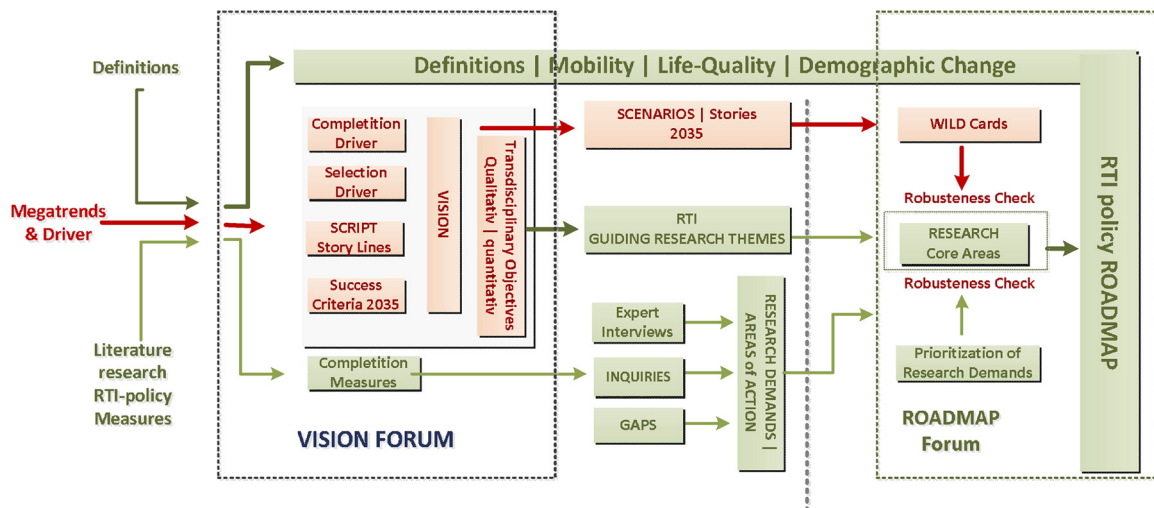 Definitions
Megatrends
& Driver
Literature
research
RTI-policy
Measures
Definitions | Mobility | Life-Quality | Demographic Change
Completition
Driver
Selection
Driver
SCRIPT
Story Lines
Success
Criteria 2035
VISION
Transdisciplinary Objectives
Qualitativ | quantitativ
Completition
Measures
VISION FORUM
SCENARIOS | Stories
2035
RTI
GUIDING RESEARCH THEMES
Expert
Interviews
INQUIRIES
GAPS
RESEARCH DEMANDS |
AREAS of ACTION
WILD Cards
Robusteness Check
RESEARCH
Core Areas
Robusteness Check
Prioritization of
Research Demands
ROADMAP
Forum
RTI policy ROADMAP